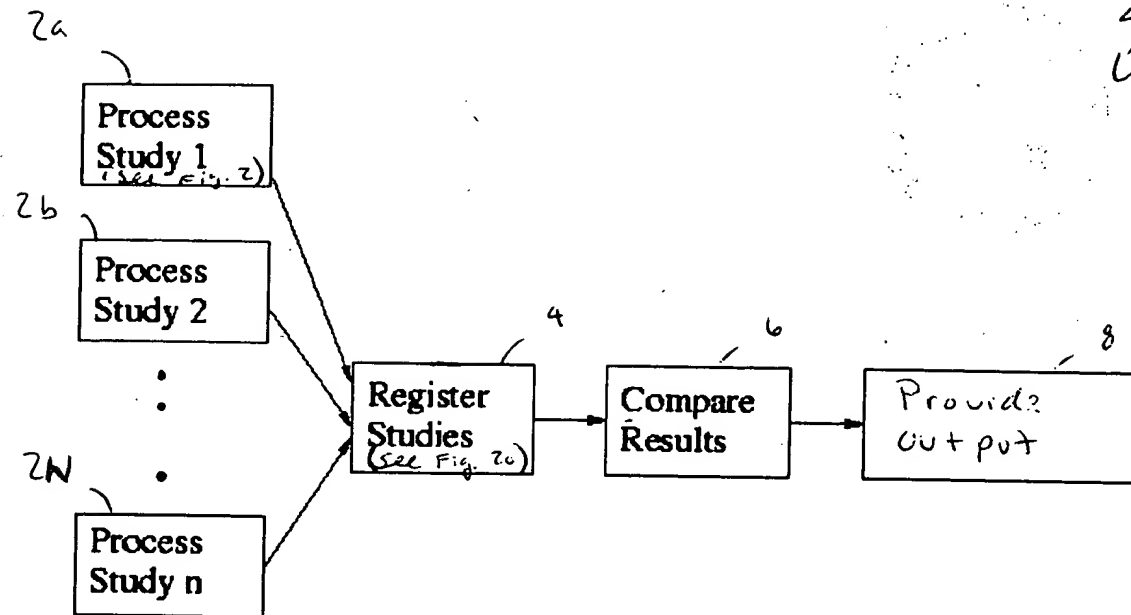 2a
Process
Study 1
(see Fig. 2)
2b
Process
Study 2
2N
Process
Study n
4
Register
Studies
(see Fig. 20)
6
Compare
Results
8
Provide
output